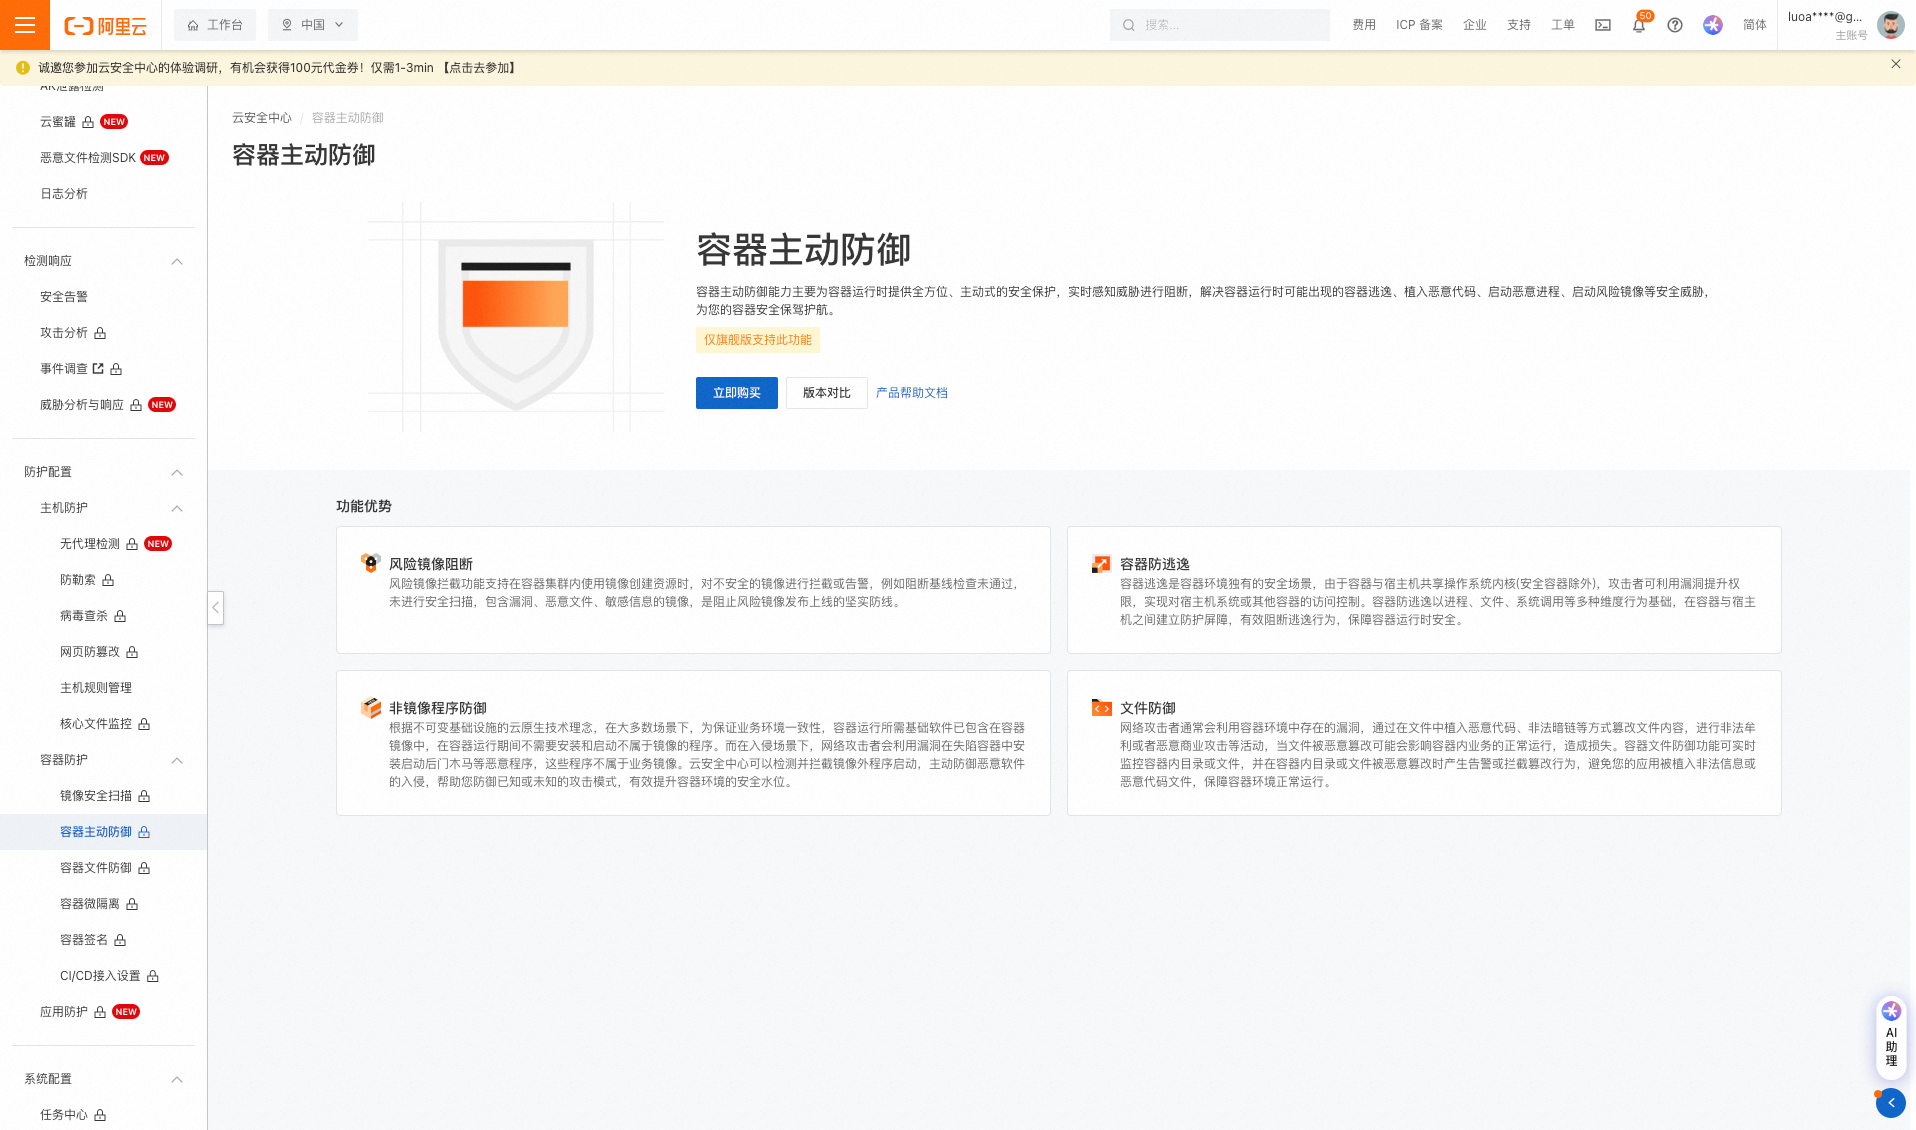 阿里云
工作台
中国
搜索...
费用
ICP 备案
企业
支持
工单
50
简体
luoa****@g...
主账号
诚邀您参加云安全中心的体验调研，有机会获得100元代金券！仅需1-3min 【点击去参加】
AK泄露检测
云蜜罐 NEW
恶意文件检测SDK NEW
日志分析
检测响应
安全告警
攻击分析
事件调查
威胁分析与响应 NEW
防护配置
主机防护
无代理检测 NEW
防勒索
病毒查杀
网页防篡改
主机规则管理
核心文件监控
容器防护
镜像安全扫描
容器主动防御
容器文件防御
容器微隔离
容器签名
CI/CD接入设置
应用防护 NEW
系统配置
任务中心
云安全中心 / 容器主动防御
容器主动防御
容器主动防御
容器主动防御能力主要为容器运行时提供全方位、主动式的安全保护，实时感知威胁进行阻断，解决容器运行时可能出现的容器逃逸、植入恶意代码、启动恶意进程、启动风险镜像等安全威胁，
为您的容器安全保驾护航。
仅旗舰版支持此功能
立即购买
版本对比
产品帮助文档
功能优势
风险镜像阻断
风险镜像拦截功能支持在容器集群内使用镜像创建资源时，对不安全的镜像进行拦截或告警，例如阻断基线检查未通过，
未进行安全扫描，包含漏洞、恶意文件、敏感信息的镜像，是阻止风险镜像发布上线的坚实防线。
容器防逃逸
容器逃逸是容器环境独有的安全场景，由于容器与宿主机共享操作系统内核(安全容器除外)，攻击者可利用漏洞提升权
限，实现对宿主机系统或其他容器的访问控制。容器防逃逸以进程、文件、系统调用等多种维度行为基础，在容器与宿主
机之间建立防护屏障，有效阻断逃逸行为，保障容器运行时安全。
非镜像程序防御
根据不可变基础设施的云原生技术理念，在大多数场景下，为保证业务环境一致性，容器运行所需基础软件已包含在容器
镜像中，在容器运行期间不需要安装和启动不属于镜像的程序。而在入侵场景下，网络攻击者会利用漏洞在失陷容器中安
装启动后门木马等恶意程序，这些程序不属于业务镜像。云安全中心可以检测并拦截镜像外程序启动，主动防御恶意软件
的入侵，帮助您防御已知或未知的攻击模式，有效提升容器环境的安全水位。
文件防御
网络攻击者通常会利用容器环境中存在的漏洞，通过在文件中植入恶意代码、非法暗链等方式篡改文件内容，进行非法牟
利或者恶意商业攻击等活动，当文件被恶意篡改可能会影响容器内业务的正常运行，造成损失。容器文件防御功能可实时
监控容器内目录或文件，并在容器内目录或文件被恶意篡改时产生告警或拦截篡改行为，避免您的应用被植入非法信息或
恶意代码文件，保障容器环境正常运行。
AI
助
理